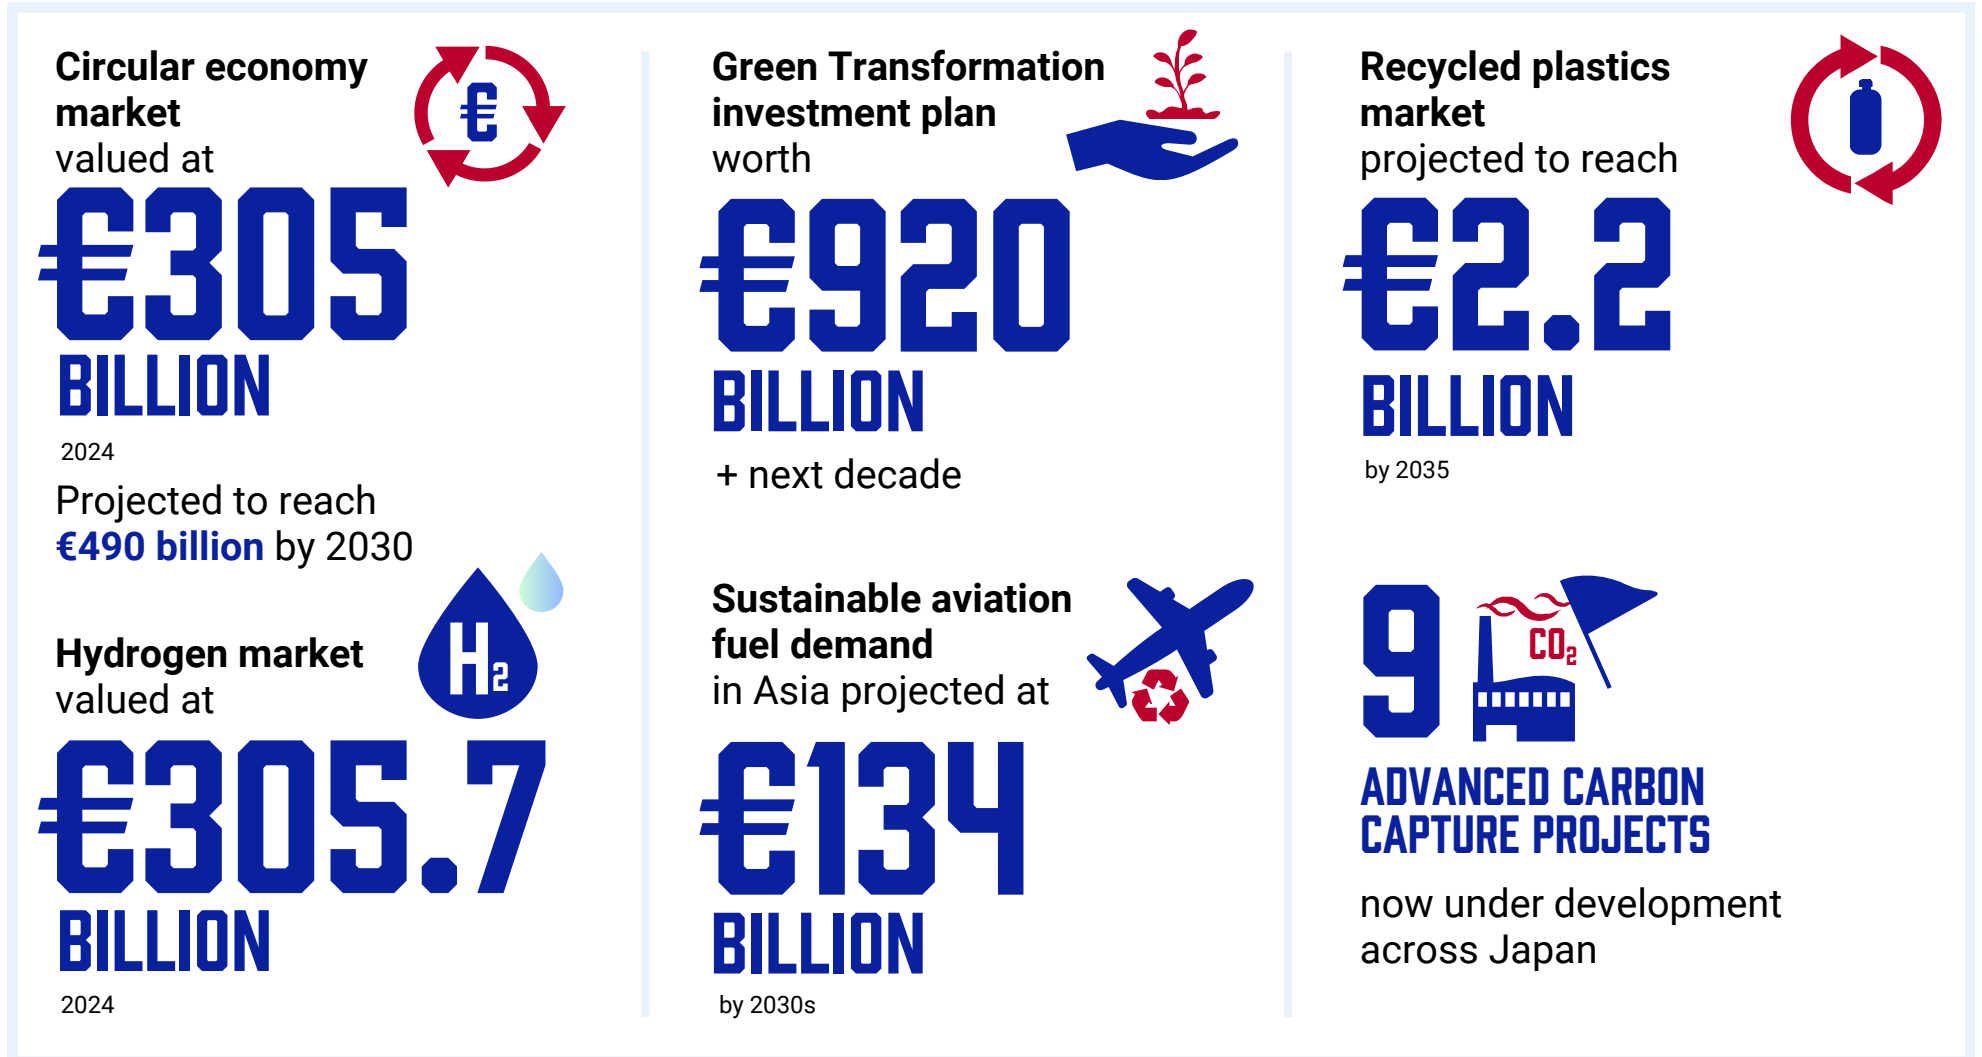 Circular economy
market
valued at
€
€305
BILLION
2024
Projected to reach
€490 billion by 2030
Hydrogen market
valued at
H2
€305.7
BILLION
2024
Green Transformation
investment plan
worth
€920
BILLION
+ next decade
Sustainable aviation
fuel demand
in Asia projected at
€134
BILLION
by 2030s
Recycled plastics
market
projected to reach
€2.2
BILLION
by 2035
9
CO2
ADVANCED CARBON
CAPTURE PROJECTS
now under development
across Japan